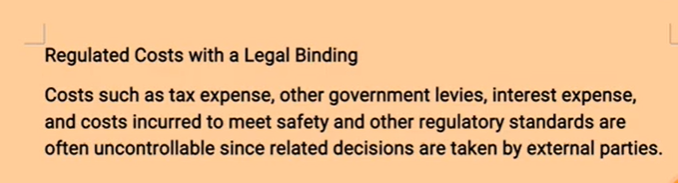 Regulated Costs with a Legal Binding
Costs such as tax expense, other government levies, interest expense,
and costs incurred to meet safety and other regulatory standards are
often uncontrollable since related decisions are taken by external parties.